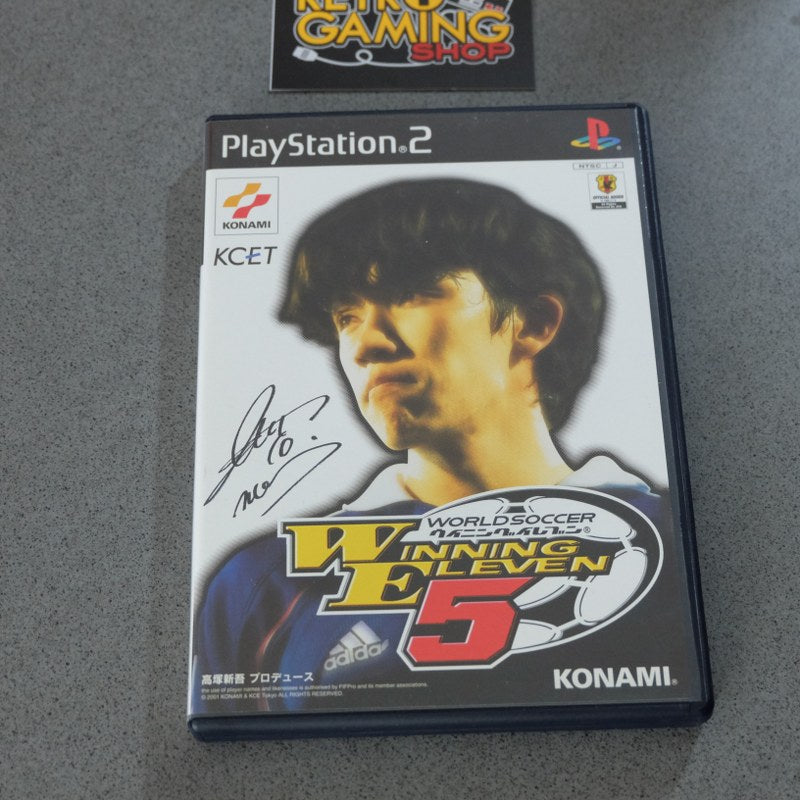 RETRO
GAMING
SHOP
PlayStation®2
NTSC J
KONAMI
KCET
10
WORLD SOCCER
ウイニングイレブン®
WINNING
ELEVEN
5
adidas
高塚新吾 プロデュース
the use of player names and likenesses is authorised by FIFPro and its member associations.
© 2001 KONAMI & KCE Tokyo ALL RIGHTS RESERVED.
KONAMI®